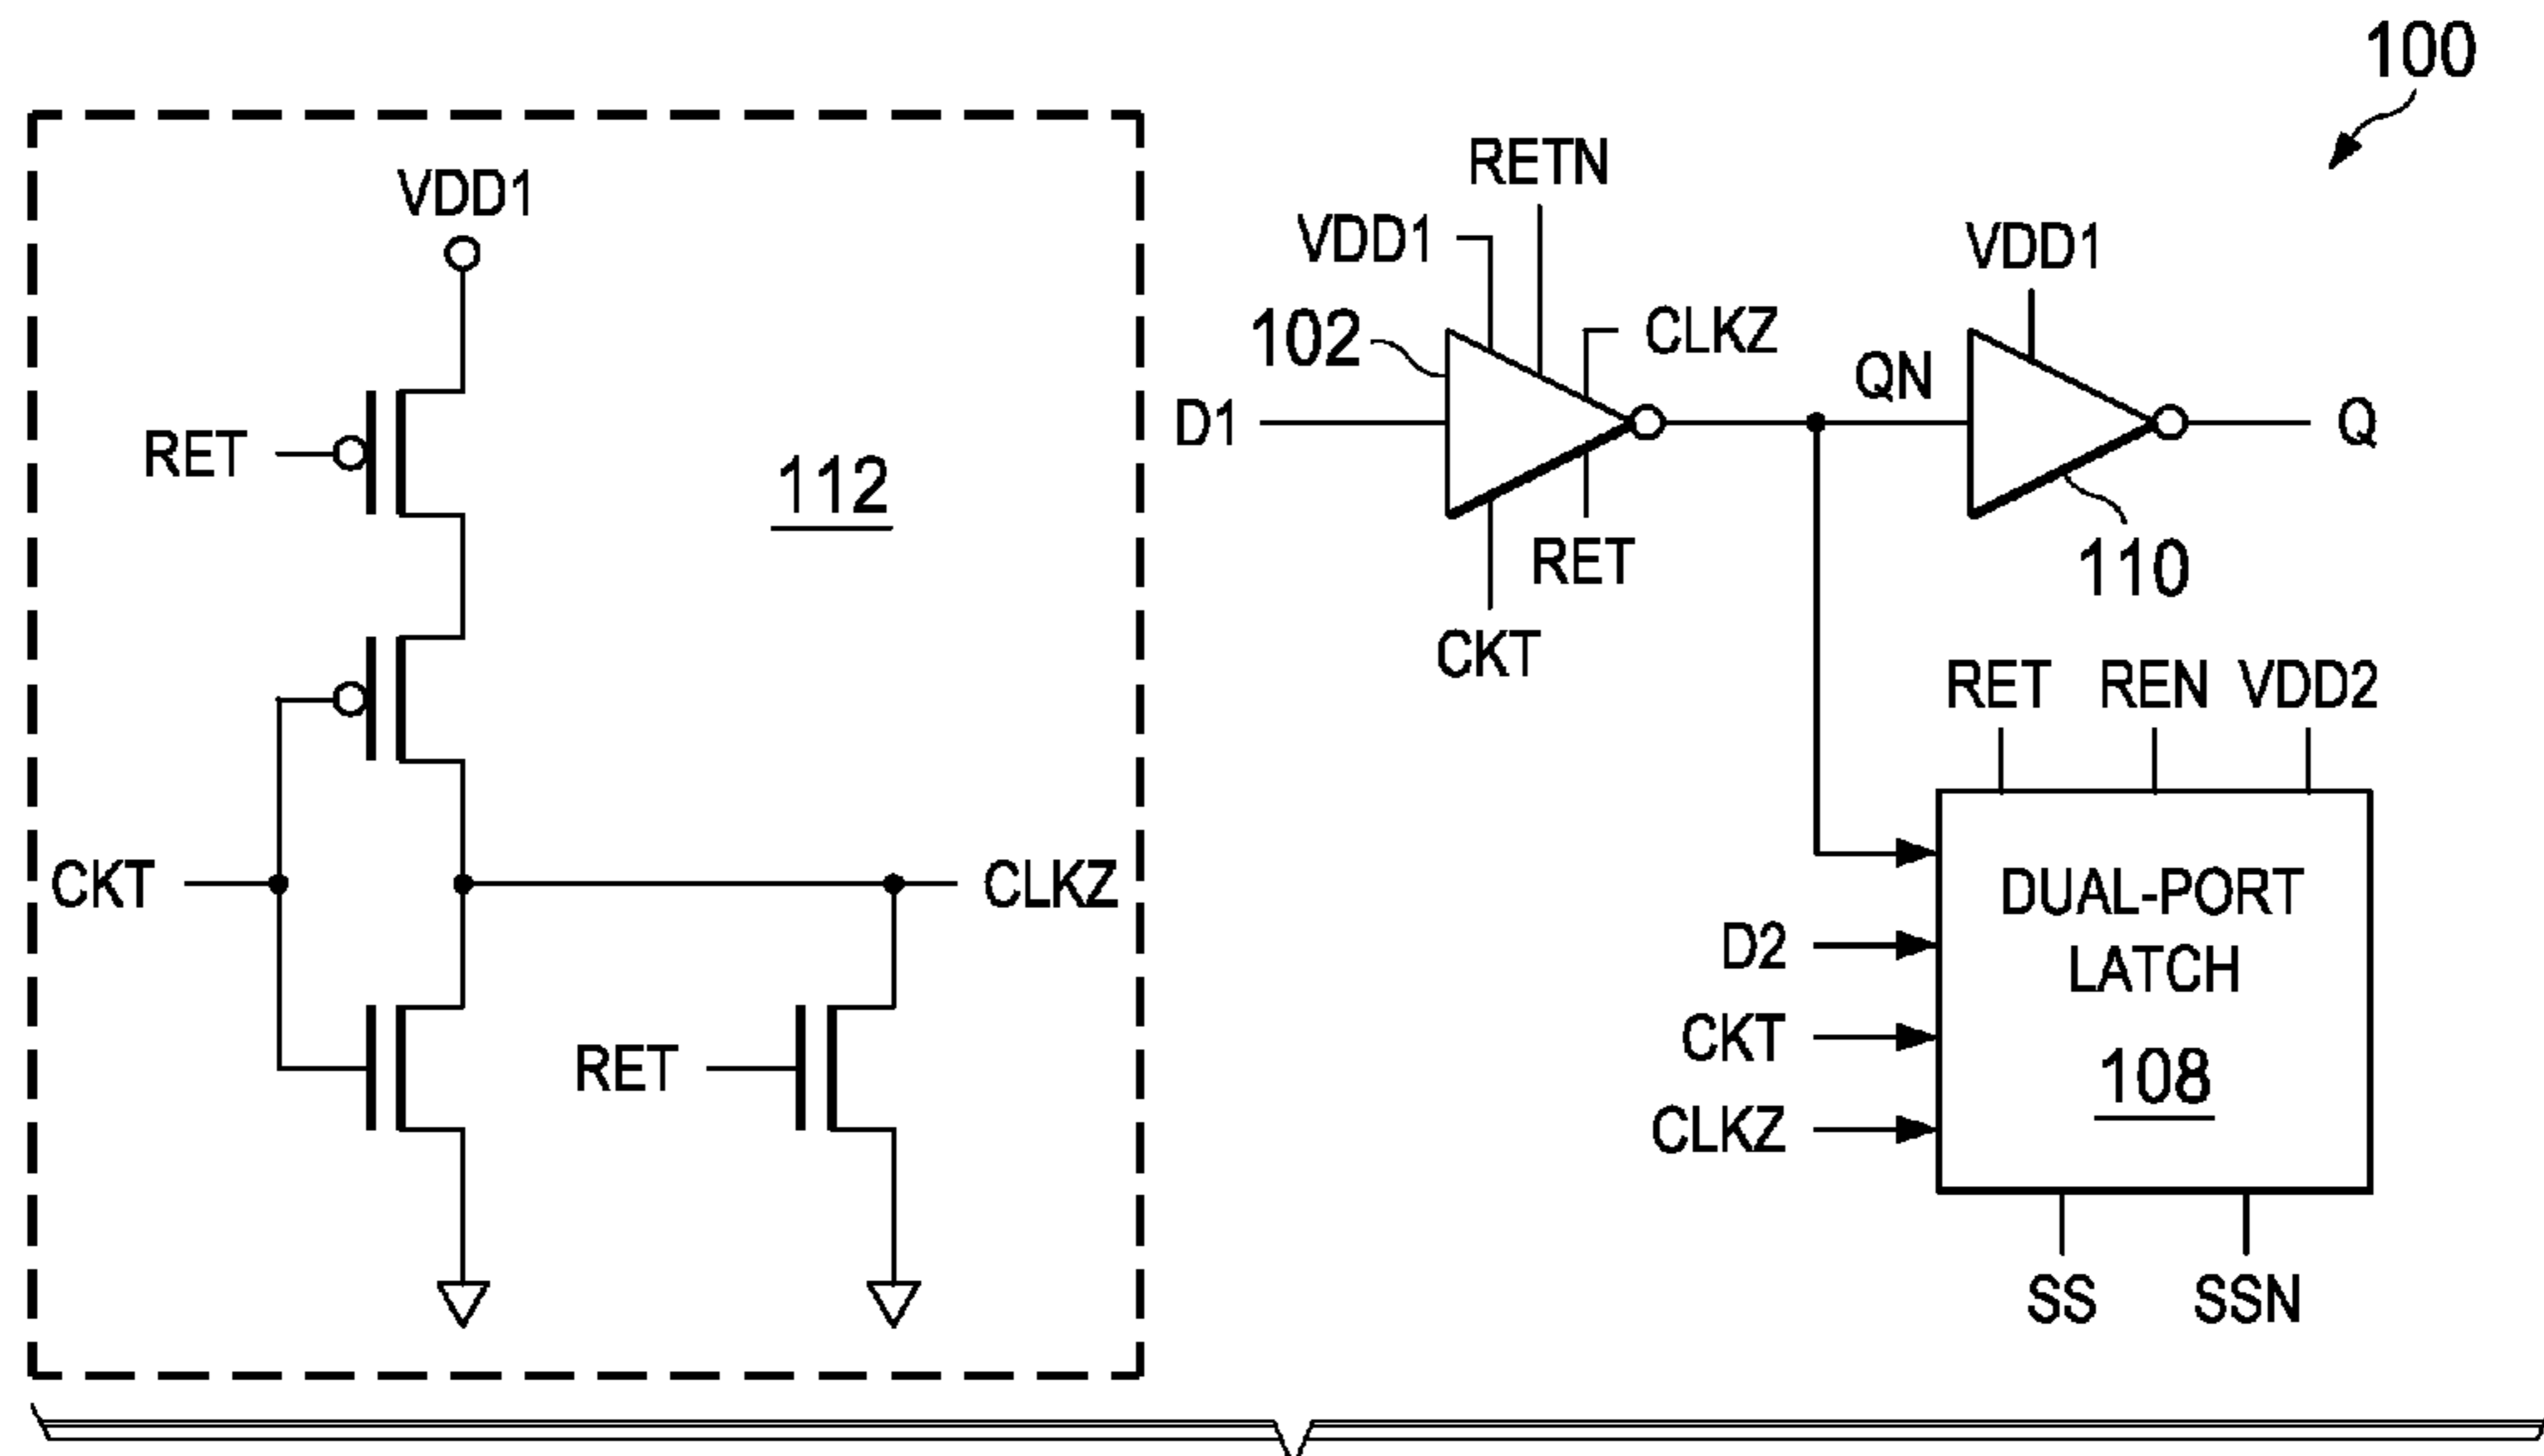 100
VDD1
RET
112
CKT
CLKZ
RET
RETN
VDD1
CLKZ
102
D1
RET
CKT
QN
VDD1
Q
110
RET REN VDD2
D2
CKT
CLKZ
DUAL-PORT
LATCH
108
SS SSN